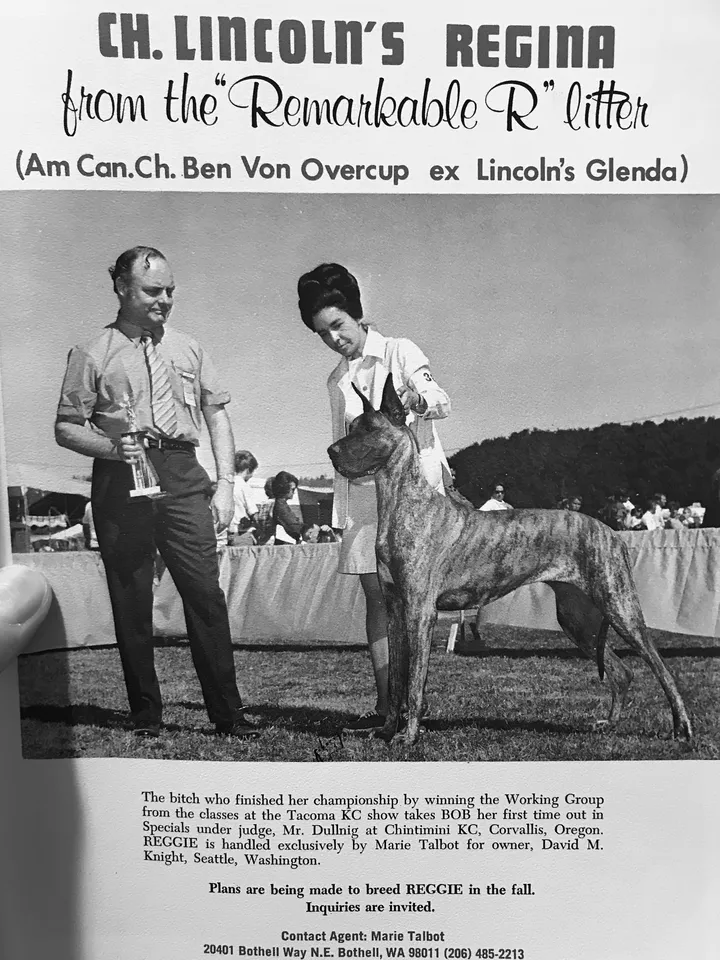 CH. LINCOLN'S REGINA
from the "Remarkable R" litter
(Am Can.Ch. Ben Von Overcup ex Lincoln's Glenda)
The bitch who finished her championship by winning the Working Group
from the classes at the Tacoma KC show takes BOB her first time out in
Specials under judge, Mr. Dullnig at Chintimini KC, Corvallis, Oregon.
REGGIE is handled exclusively by Marie Talbot for owner, David M.
Knight, Seattle, Washington.
Plans are being made to breed REGGIE in the fall.
Inquiries are invited.
Contact Agent: Marie Talbot
20401 Bothell Way N.E. Bothell, WA 98011 (206) 485-2213